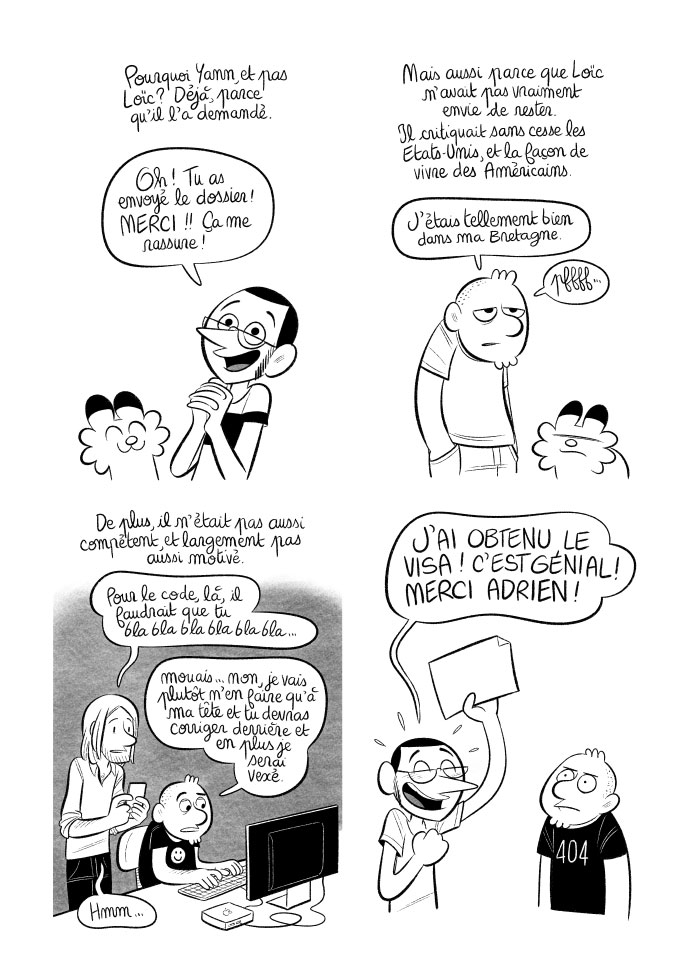 Pourquoi Yann, et pas
Loïc? Déjà, parce
qu'il l'a demandé.
Oh! Tu as
envoyé le dossier!
MERCI!! Ça me
rassure!
Mais aussi parce que Loïc
n'avait pas vraiment
envie de rester.
Il critiquait sans cesse les
Etats-Unis, et la façon de
vivre des Américains.
J'étais tellement bien
dans ma Bretagne.
pffff...
De plus, il n'était pas aussi
compétent, et largement pas
aussi motivé.
Pour le code, là, il
faudrait que tu
bla bla bla bla bla bla...
mouais... non, je vais
plutôt m'en faire qu'à
ma tête et tu devras
corriger derrière et
en plus je
serai
vexé.
Hmm...
J'AI OBTENU LE
VISA! C'EST GÉNIAL!
MERCI ADRIEN!
404